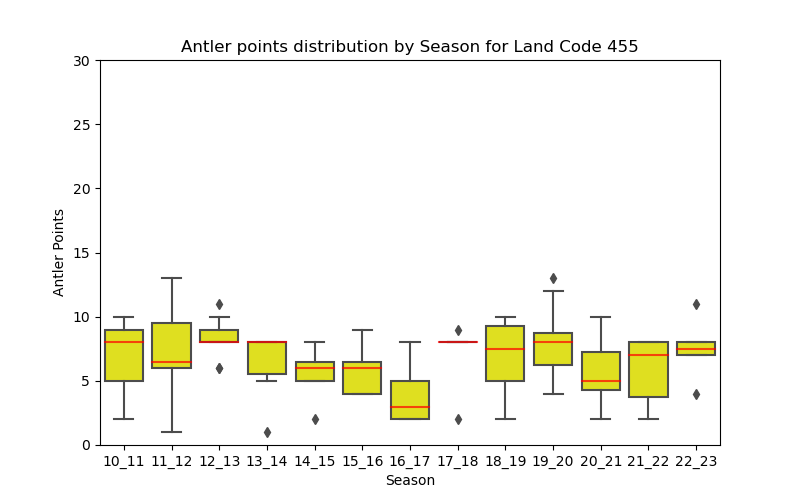 Antler points distribution by Season for Land Code 455
30
25
20
15
10
5
0
Antler Points
10_11 11_12 12_13 13_14 14_15 15_16 16_17 17_18 18_19 19_20 20_21 21_22 22_23
Season